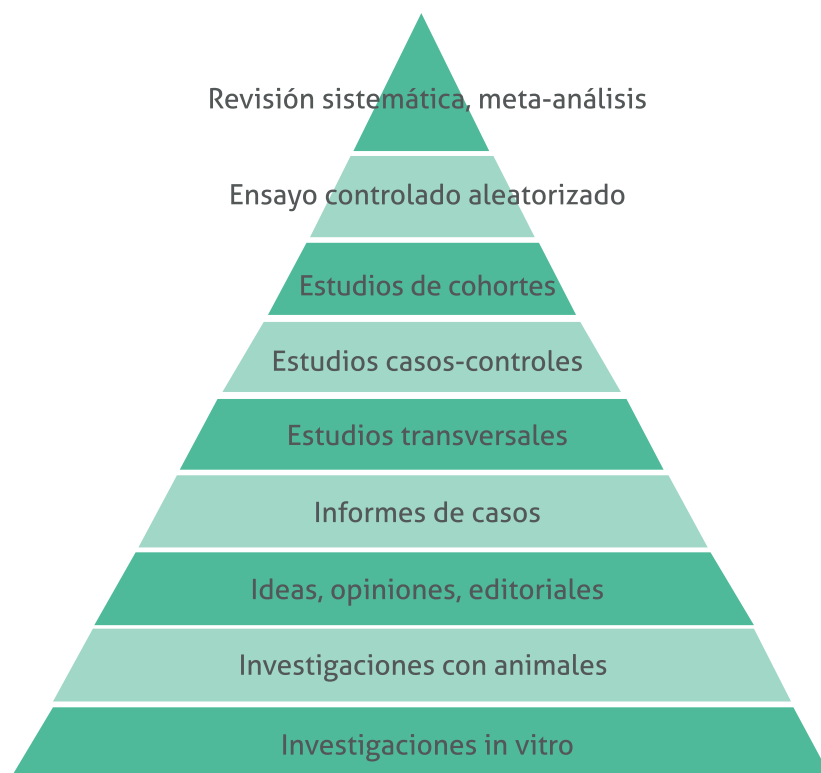 Revisión sistemática, meta-análisis
Ensayo controlado aleatorizado
Estudios de cohortes
Estudios casos-controles
Estudios transversales
Informes de casos
Ideas, opiniones, editoriales
Investigaciones con animales
Investigaciones in vitro